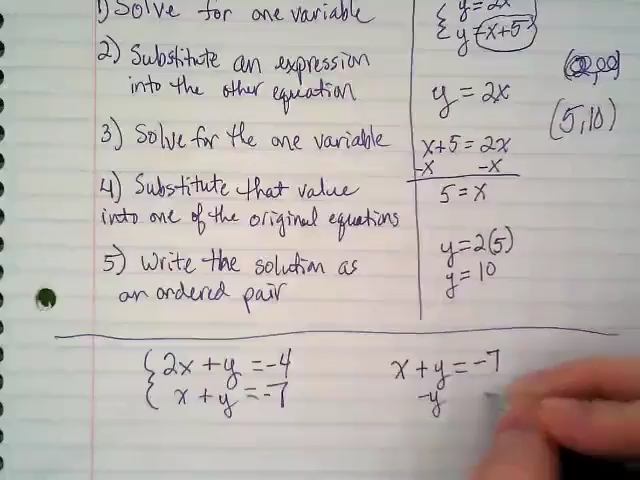 1) Solve for one variable
2) Substitute an expression
into the other equation
3) Solve for the one variable
4) Substitute that value
into one of the original equations
5) Write the solution as
an ordered pair
{ y = 2x
{ y = x+5
y = 2x
x+5 = 2x
-x -x
5 = x
y = 2(5)
y = 10
(5,10)
{ 2x + y = -4
{ x + y = -7
x + y = -7
-y